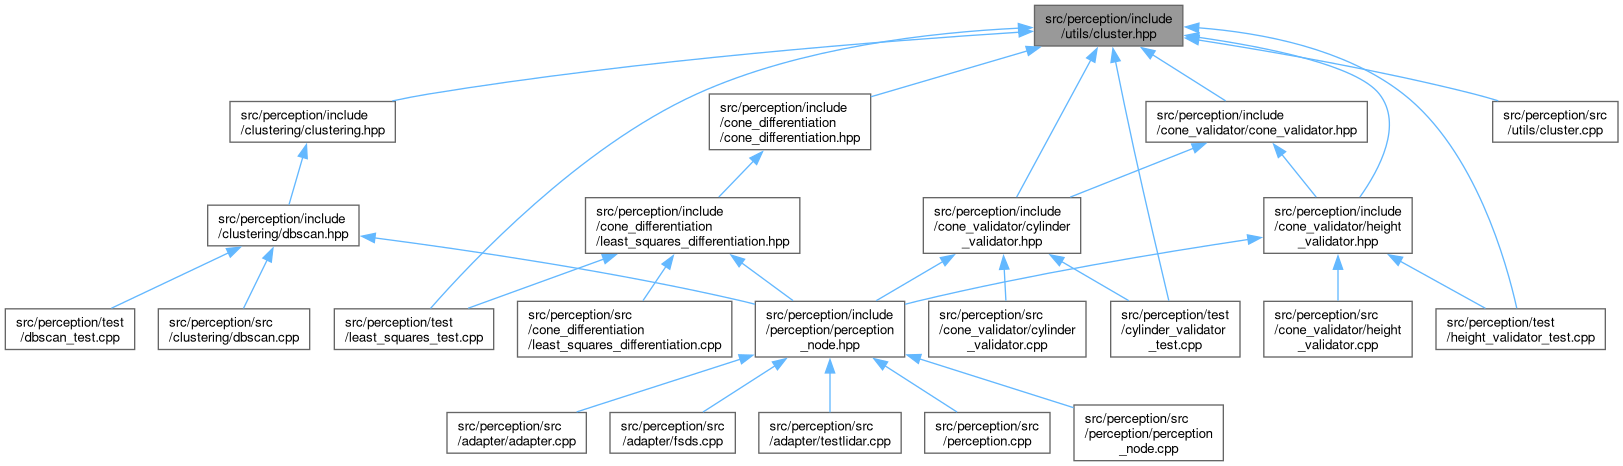 src/perception/include
/utils/cluster.hpp
src/perception/include
/clustering/clustering.hpp
src/perception/include
/cone_differentiation
/cone_differentiation.hpp
src/perception/include
/cone_validator/cone_validator.hpp
src/perception/src
/utils/cluster.cpp
src/perception/include
/clustering/dbscan.hpp
src/perception/include
/cone_differentiation
/least_squares_differentiation.hpp
src/perception/include
/cone_validator/cylinder
_validator.hpp
src/perception/include
/cone_validator/height
_validator.hpp
src/perception/test
/dbscan_test.cpp
src/perception/src
/clustering/dbscan.cpp
src/perception/test
/least_squares_test.cpp
src/perception/src
/cone_differentiation
/least_squares_differentiation.cpp
src/perception/include
/perception/perception
_node.hpp
src/perception/src
/cone_validator/cylinder
_validator.cpp
src/perception/test
/cylinder_validator
_test.cpp
src/perception/src
/cone_validator/height
_validator.cpp
src/perception/test
/height_validator_test.cpp
src/perception/src
/adapter/adapter.cpp
src/perception/src
/adapter/fsds.cpp
src/perception/src
/adapter/testlidar.cpp
src/perception/src
/perception.cpp
src/perception/src
/perception/perception
_node.cpp